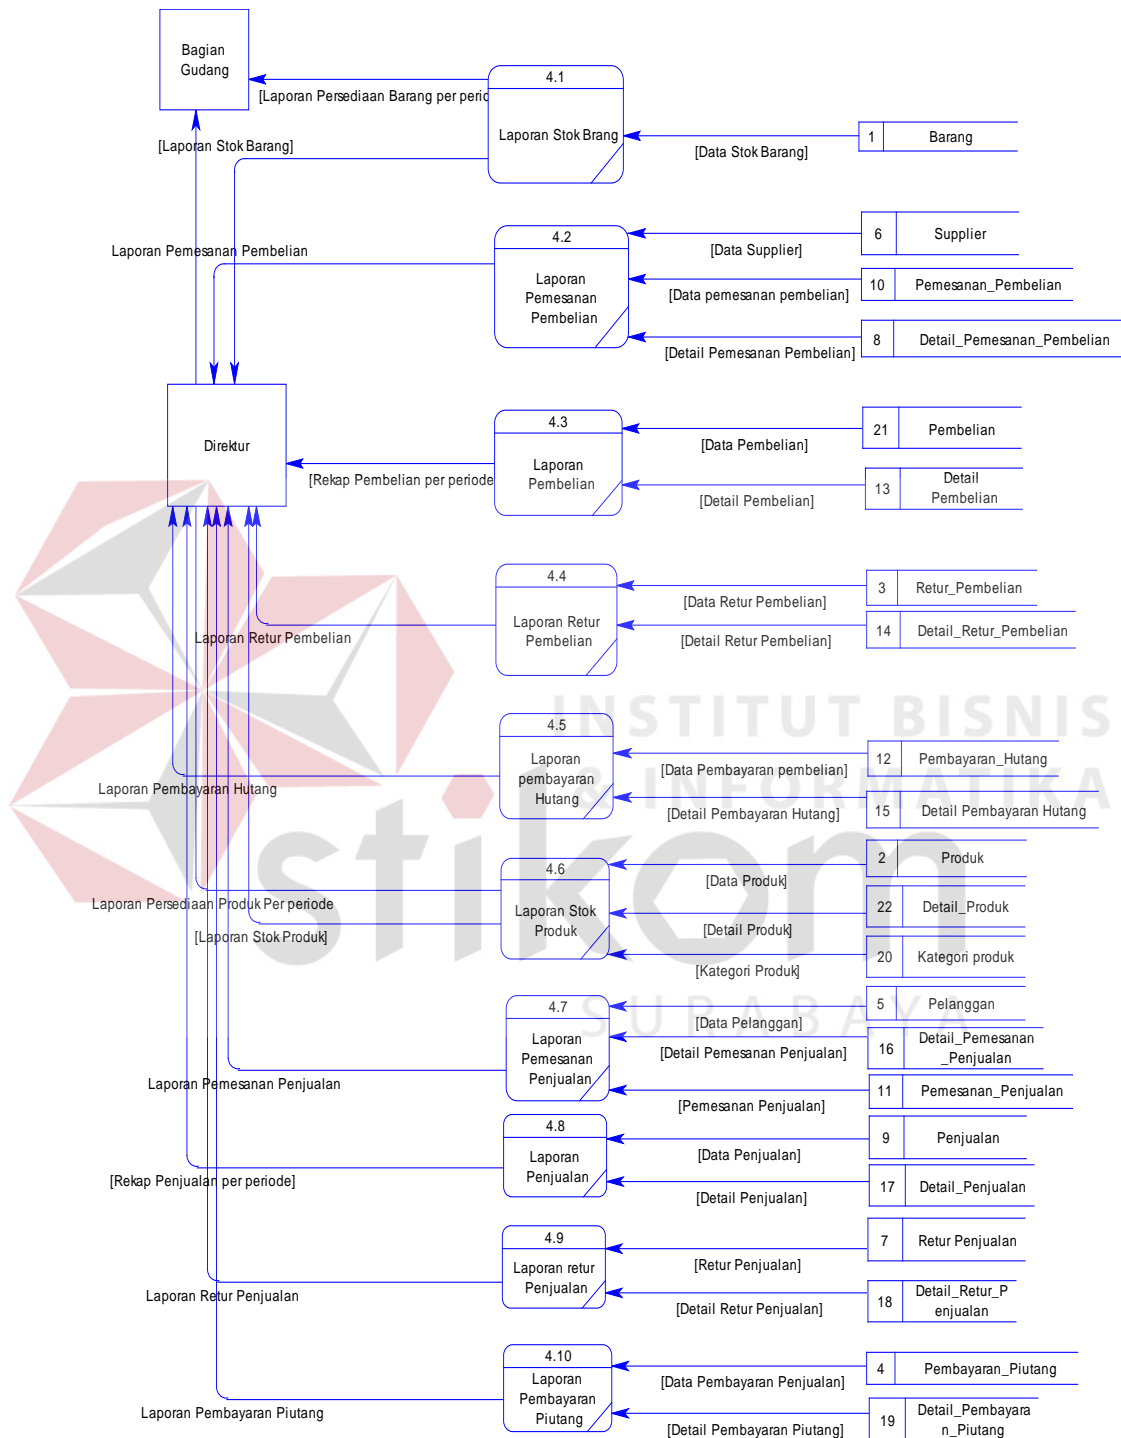 Bagian
Gudang
4.1
[Laporan Persediaan Barang per perio
Laporan Stok Brang
1 Barang
[Data Stok Barang]
[Laporan Stok Barang]
4.2
6 Supplier
[Data Supplier]
Laporan Pemesanan Pembelian
Laporan
Pemesanan
Pembelian
10 Pemesanan_Pembelian
[Data pemesanan pembelian]
8 Detail_Pemesanan_Pembelian
[Detail Pemesanan Pembelian]
Direktur
4.3
21 Pembelian
[Data Pembelian]
Laporan
Pembelian
[Rekap Pembelian per periode
13 Detail
Pembelian
[Detail Pembelian]
4.4
3 Retur_Pembelian
[Data Retur Pembelian]
Laporan Retur
Pembelian
14 Detail_Retur_Pembelian
[Detail Retur Pembelian]
Laporan Retur Pembelian
INSTITUT BISNIS
& INFORMATIKA
stikom
SURABAYA
4.5
Laporan
pembayaran
Hutang
12 Pembayaran_Hutang
[Data Pembayaran pembelian]
15 Detail Pembayaran Hutang
[Detail Pembayaran Hutang]
Laporan Pembayaran Hutang
4.6
2 Produk
[Data Produk]
Laporan Stok
Produk
22 Detail_Produk
[Detail Produk]
20 Kategori produk
[Kategori Produk]
Laporan Persediaan Produk Per periode
[Laporan Stok Produk]
4.7
5 Pelanggan
[Data Pelanggan]
Laporan
Pemesanan
Penjualan
16 Detail_Pemesanan
_Penjualan
[Detail Pemesanan Penjualan]
11 Pemesanan_Penjualan
[Pemesanan Penjualan]
Laporan Pemesanan Penjualan
4.8
Laporan
Penjualan
9 Penjualan
[Data Penjualan]
17 Detail_Penjualan
[Detail Penjualan]
[Rekap Penjualan per periode]
4.9
Laporan retur
Penjualan
7 Retur Penjualan
[Retur Penjualan]
18 Detail_Retur_P
enjualan
[Detail Retur Penjualan]
Laporan Retur Penjualan
4.10
Laporan
Pembayaran
Piutang
4 Pembayaran_Piutang
[Data Pembayaran Penjualan]
19 Detail_Pembayara
n_Piutang
[Detail Pembayaran Piutang]
Laporan Pembayaran Piutang